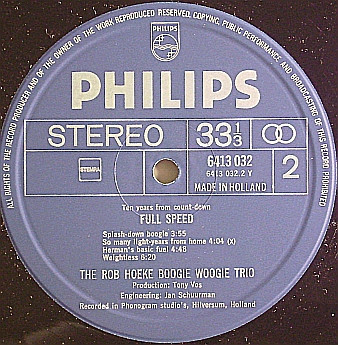 ALL RIGHTS OF THE RECORD PRODUCER AND OF THE OWNER OF THE WORK REPRODUCED RESERVED. COPYING, PUBLIC PERFORMANCE AND BROADCASTING OF THIS RECORD PROHIBITED
PHILIPS
PHILIPS
STEREO 33 1/3
STEMRA 6413 032 2
6413 032.2 Y
MADE IN HOLLAND
Ten years from count-down
FULL SPEED
Splash-down boogie 3:55
So many light-years from home 4:04 (x)
Herman's basic fuel 4:48
Weightless 6:20
THE ROB HOEKE BOOGIE WOOGIE TRIO
Production: Tony Vos
Engineering: Jan Schuurman
Recorded in Phonogram studio's, Hilversum, Holland